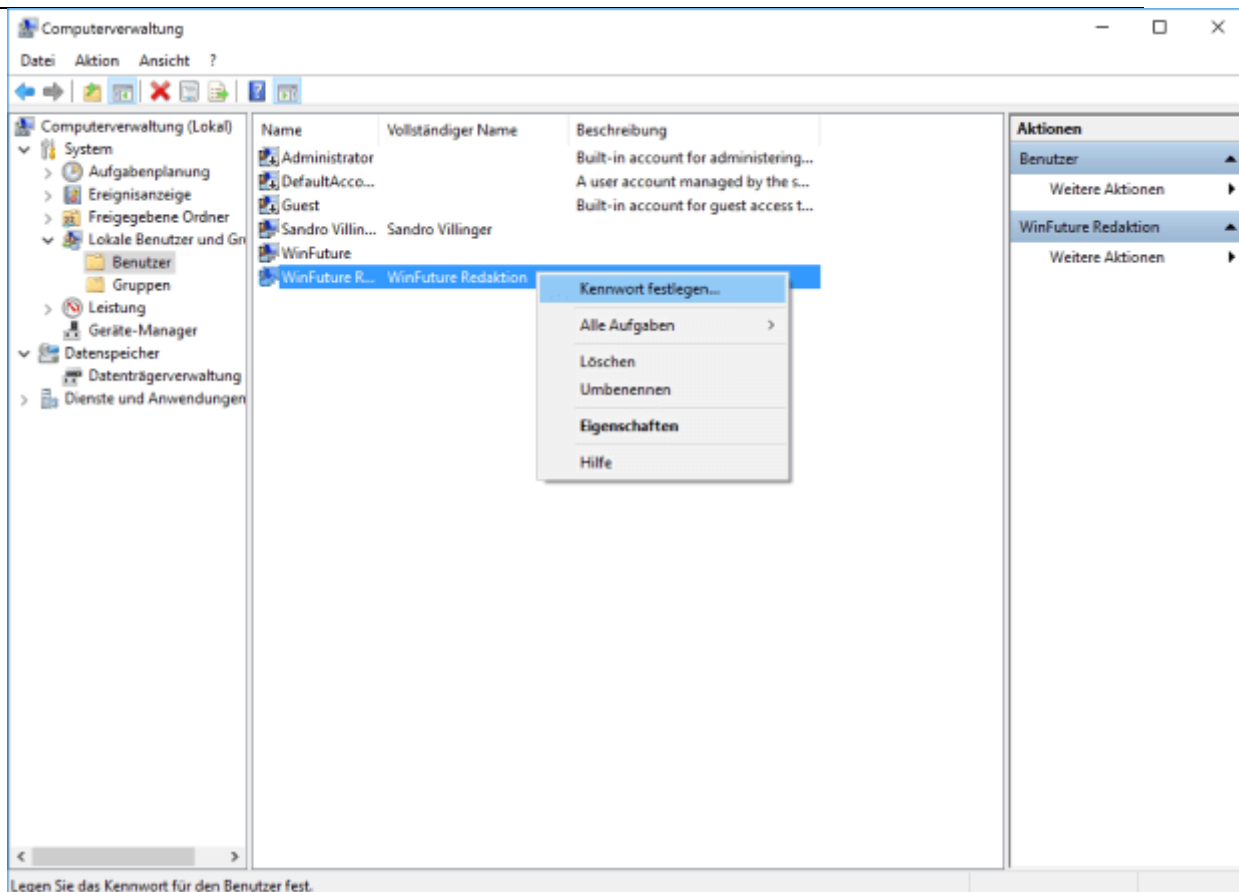 Computerverwaltung
Datei Aktion Ansicht ?
Computerverwaltung (Lokal)
System
Aufgabenplanung
Ereignisanzeige
Freigegebene Ordner
Lokale Benutzer und Gr
Benutzer
Gruppen
Leistung
Geräte-Manager
Datenspeicher
Datenträgerverwaltung
Dienste und Anwendungen
Name Vollständiger Name Beschreibung
Administrator Built-in account for administering...
DefaultAcco... A user account managed by the s...
Guest Built-in account for guest access t...
Sandro Villin... Sandro Villinger
WinFuture
WinFuture R... WinFuture Redaktion
Kennwort festlegen...
Alle Aufgaben
Löschen
Umbenennen
Eigenschaften
Hilfe
Aktionen
Benutzer
Weitere Aktionen
WinFuture Redaktion
Weitere Aktionen
Legen Sie das Kennwort für den Benutzer fest.